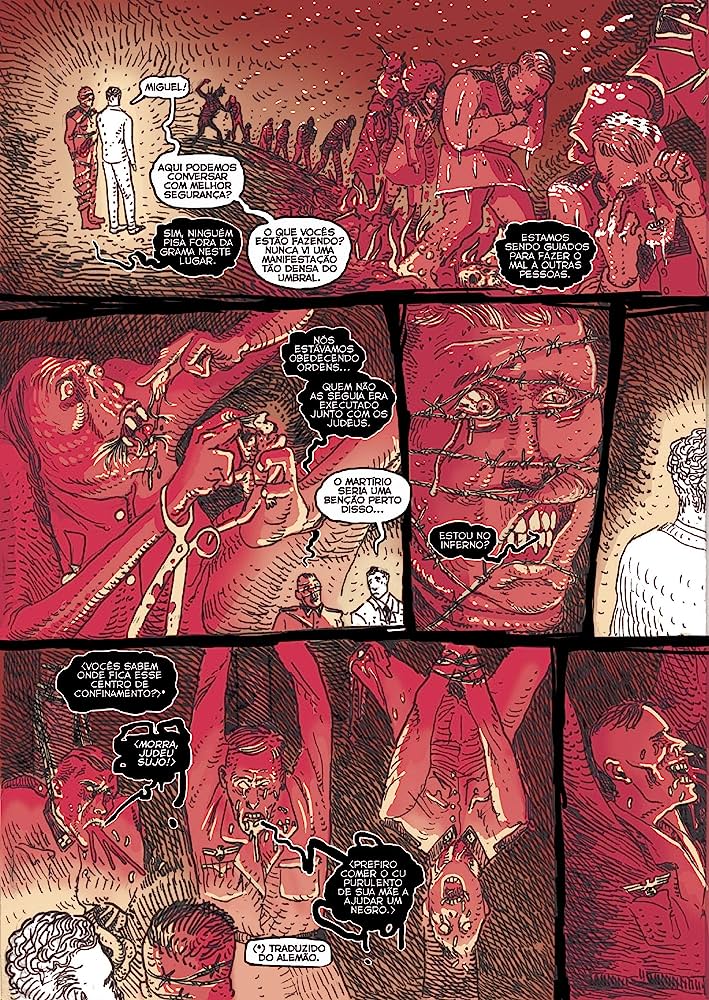 MIGUEL!
AQUI PODEMOS
CONVERSAR
COM MELHOR
SEGURANÇA?
SIM, NINGUÉM
PISA FORA DA
GRAMA NESTE
LUGAR.
O QUE VOCÊS
ESTÃO FAZENDO?
NUNCA VI UMA
MANIFESTAÇÃO
TÃO DENSA DO
UMBRAL.
ESTAMOS
SENDO GUIADOS
PARA FAZER O
MAL A OUTRAS
PESSOAS.
NÓS
ESTÁVAMOS
OBEDECENDO
ORDENS...
QUEM NÃO
AS SEGUIA ERA
EXECUTADO
JUNTO COM OS
JUDEUS.
O MARTÍRIO
SERIA UMA
BENÇÃO PERTO
DISSO...
ESTOU NO
INFERNO?
<VOCÊS SABEM
ONDE FICA ESSE
CENTRO DE
CONFINAMENTO?>*
<MORRA,
JUDEU
SUJO!>
<PREFIRO
COMER O CU
PURULENTO
DE SUA MÃE A
AJUDAR UM
NEGRO.>
(*) TRADUZIDO
DO ALEMÃO.